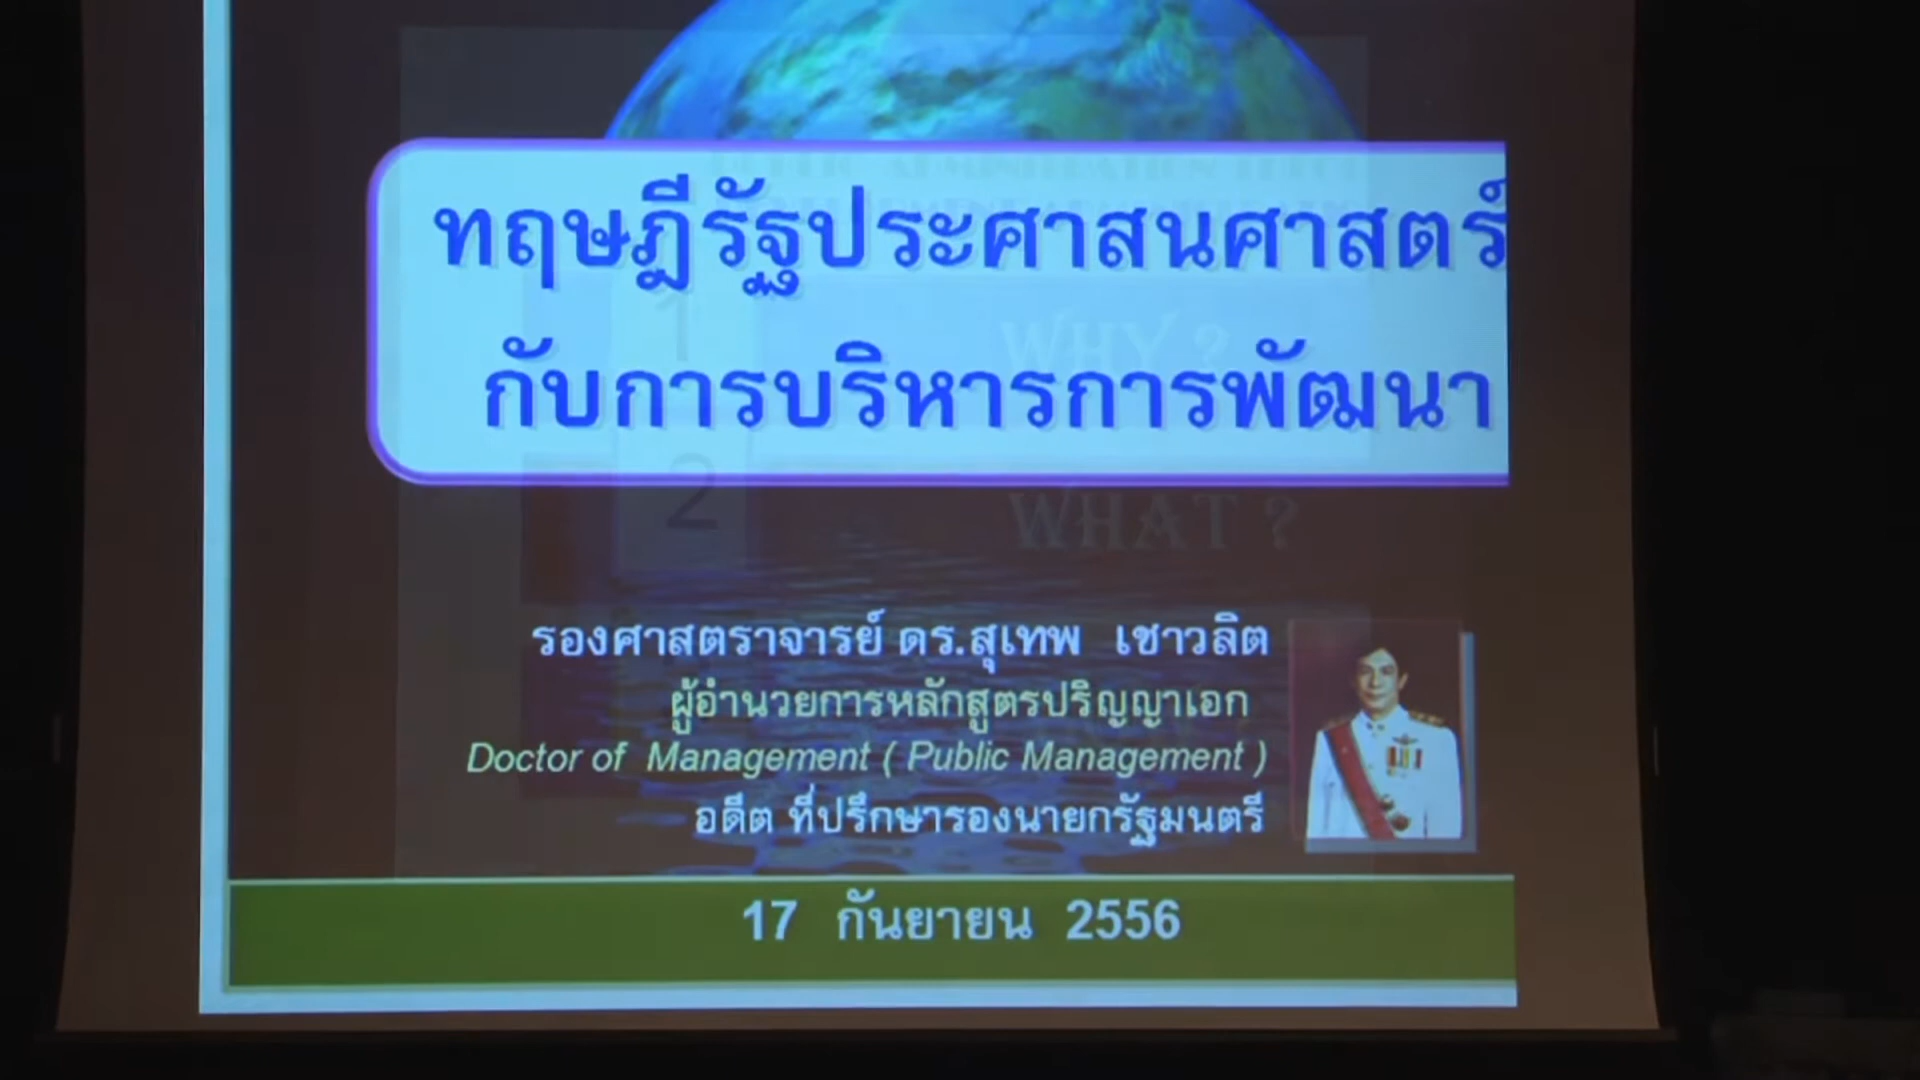 ทฤษฎีรัฐประศาสนศาสตร์
กับการบริหารการพัฒนา
1
WHY ?
2
WHAT ?
รองศาสตราจารย์ ดร.สุเทพ เชาวลิต
ผู้อำนวยการหลักสูตรปริญญาเอก
Doctor of Management ( Public Management )
อดีต ที่ปรึกษารองนายกรัฐมนตรี
17 กันยายน 2556